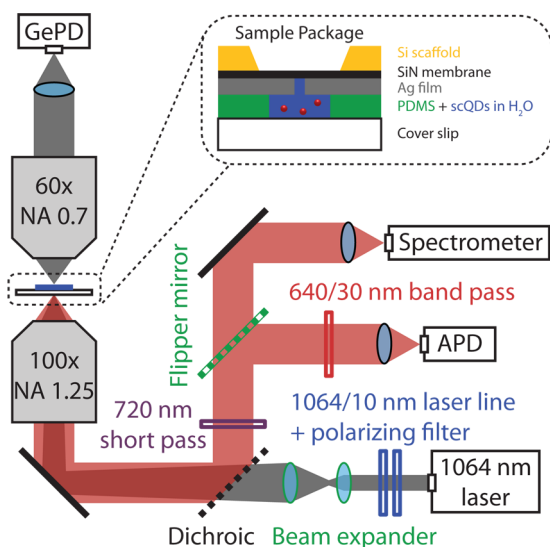 GePD
Sample Package
Si scaffold
SiN membrane
Ag film
PDMS + scQDs in H₂O
Cover slip
60x
NA 0.7
100x
NA 1.25
Flipper mirror
Spectrometer
640/30 nm band pass
APD
720 nm
short pass
1064/10 nm laser line
+ polarizing filter
1064 nm
laser
Dichroic
Beam expander